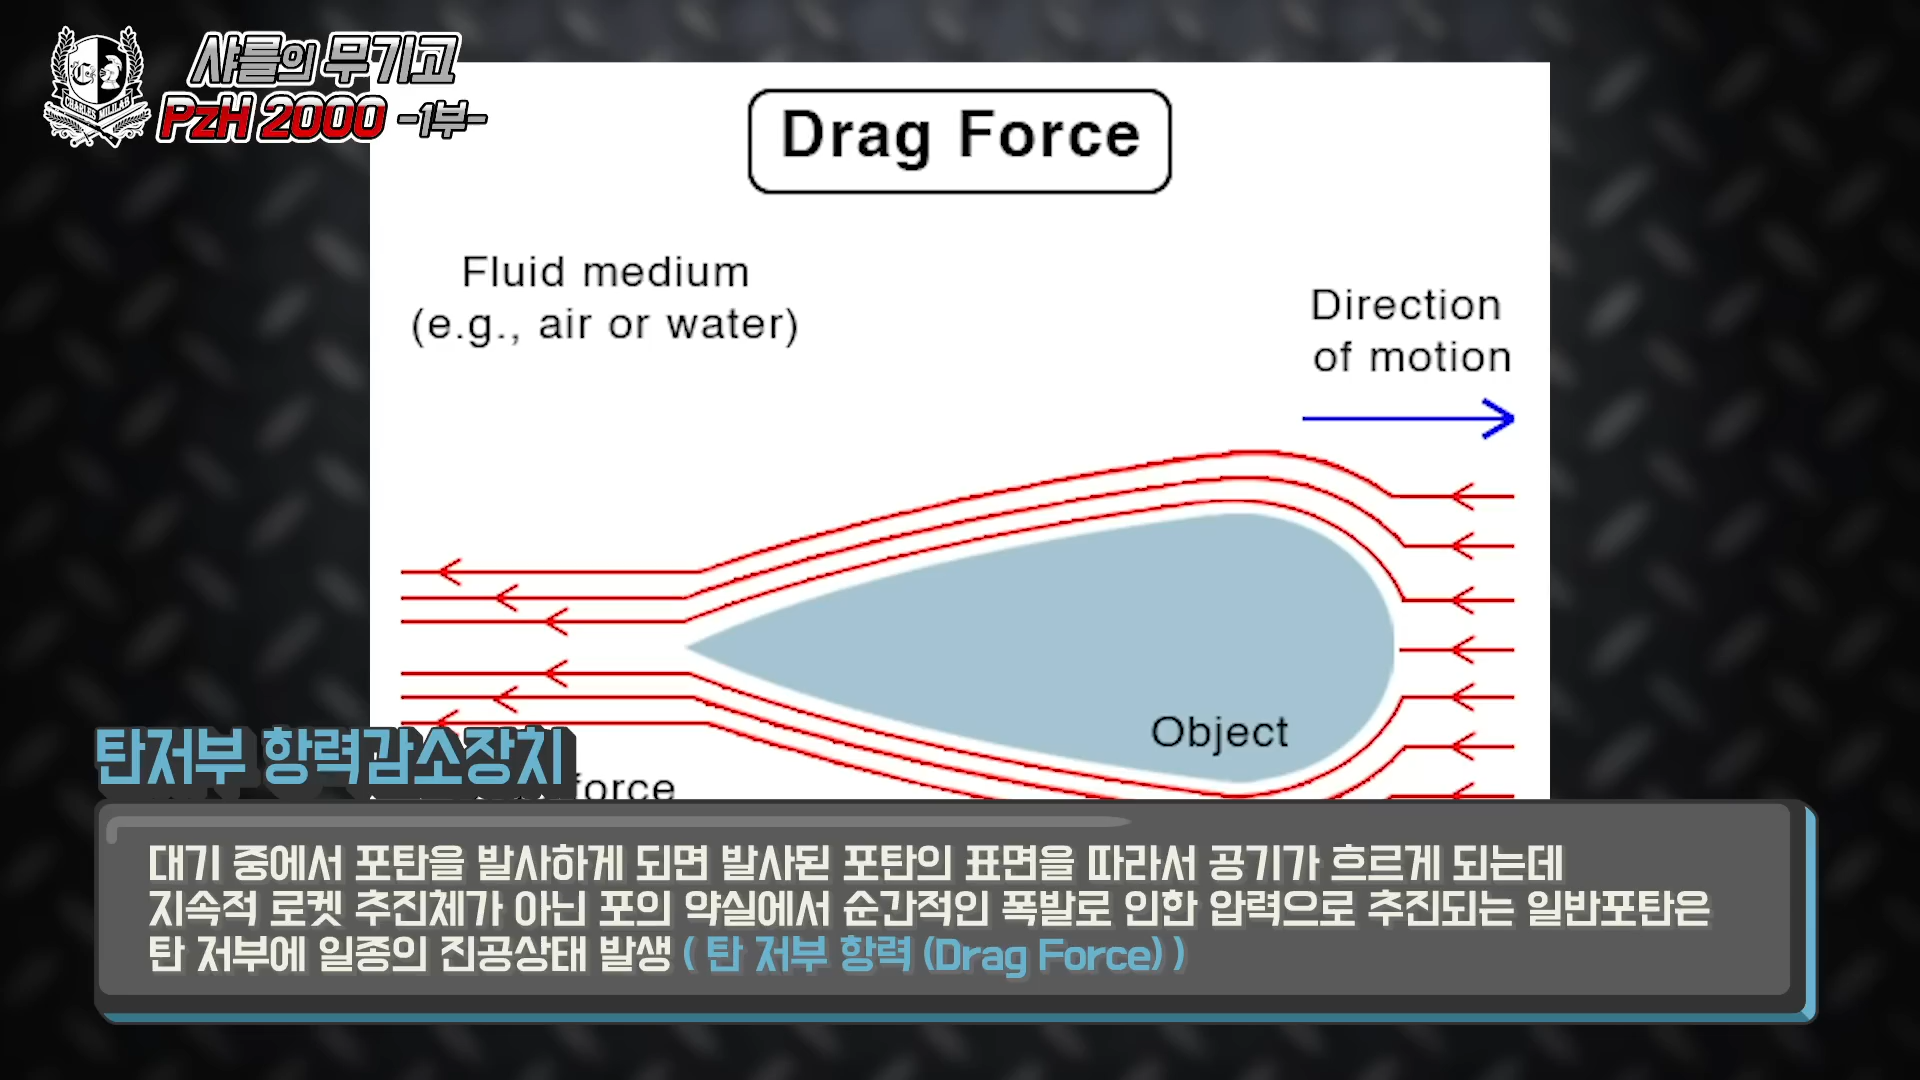 샤를의 무기고
PzH 2000 -1부-
CHARLES MILILAB
Drag Force
Fluid medium
(e.g., air or water)
Direction
of motion
Object
force
탄저부 항력감소장치
대기 중에서 포탄을 발사하게 되면 발사된 포탄의 표면을 따라서 공기가 흐르게 되는데
지속적 로켓 추진체가 아닌 포의 약실에서 순간적인 폭발로 인한 압력으로 추진되는 일반포탄은
탄 저부에 일종의 진공상태 발생 ( 탄 저부 항력 (Drag Force) )